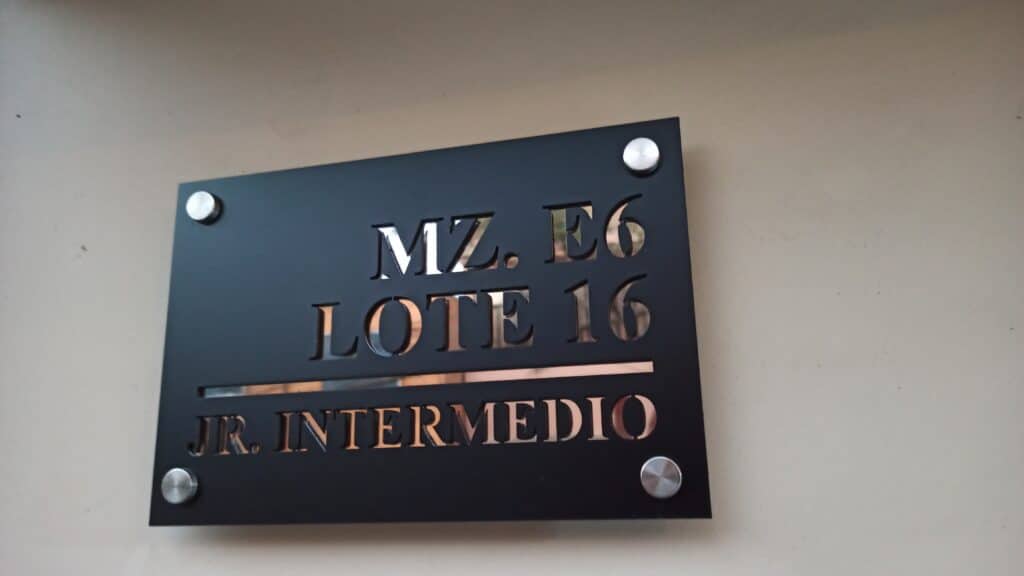 MZ. E6
LOTE 16
JR. INTERMEDIO